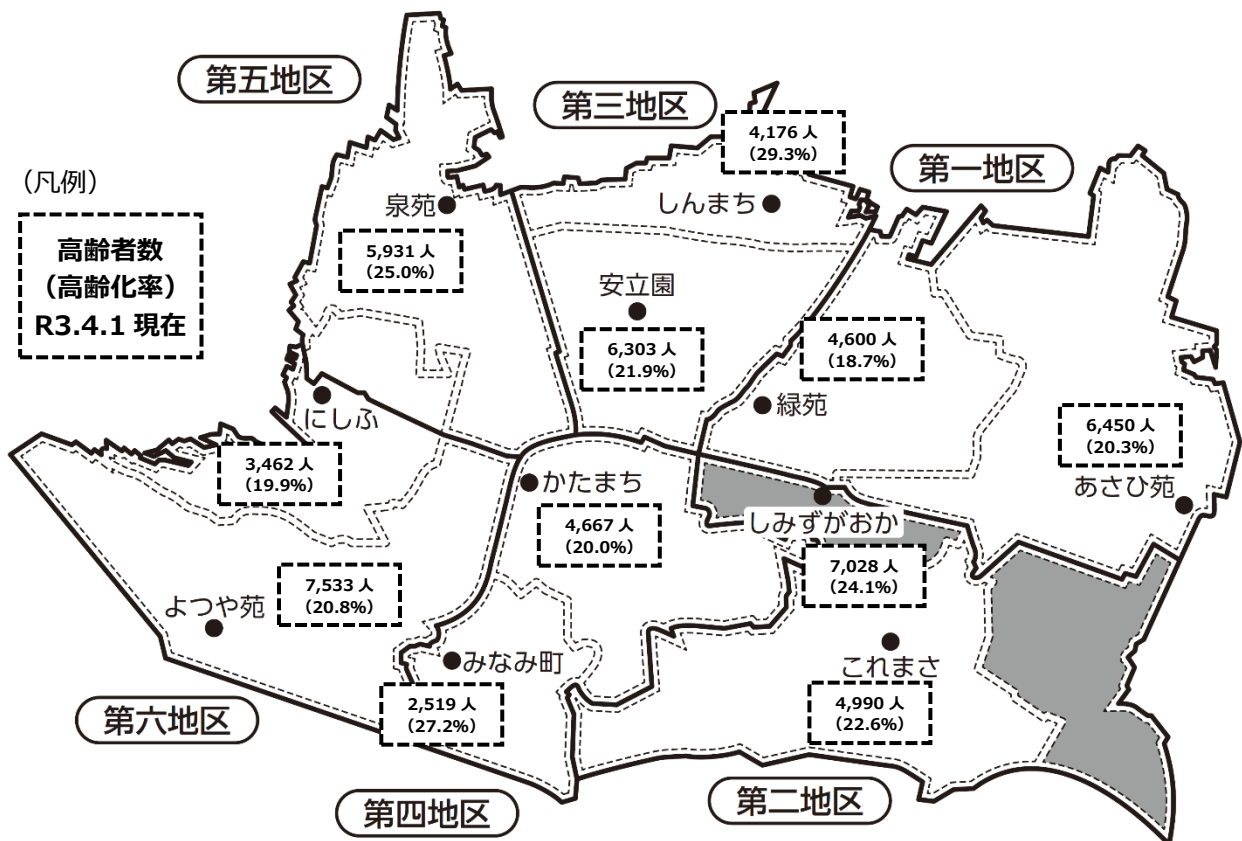 第五地区
第三地区
4,176 人
(29.3%)
第一地区
(凡例)
高齢者数
(高齢化率)
R3.4.1 現在
泉苑
5,931 人
(25.0%)
しんまち
安立園
6,303 人
(21.9%)
4,600 人
(18.7%)
緑苑
6,450 人
(20.3%)
あさひ苑
にしふ
3,462 人
(19.9%)
かたまち
4,667 人
(20.0%)
しみずがおか
7,028 人
(24.1%)
7,533 人
(20.8%)
よつや苑
みなみ町
2,519 人
(27.2%)
これまさ
4,990 人
(22.6%)
第六地区
第四地区
第二地区